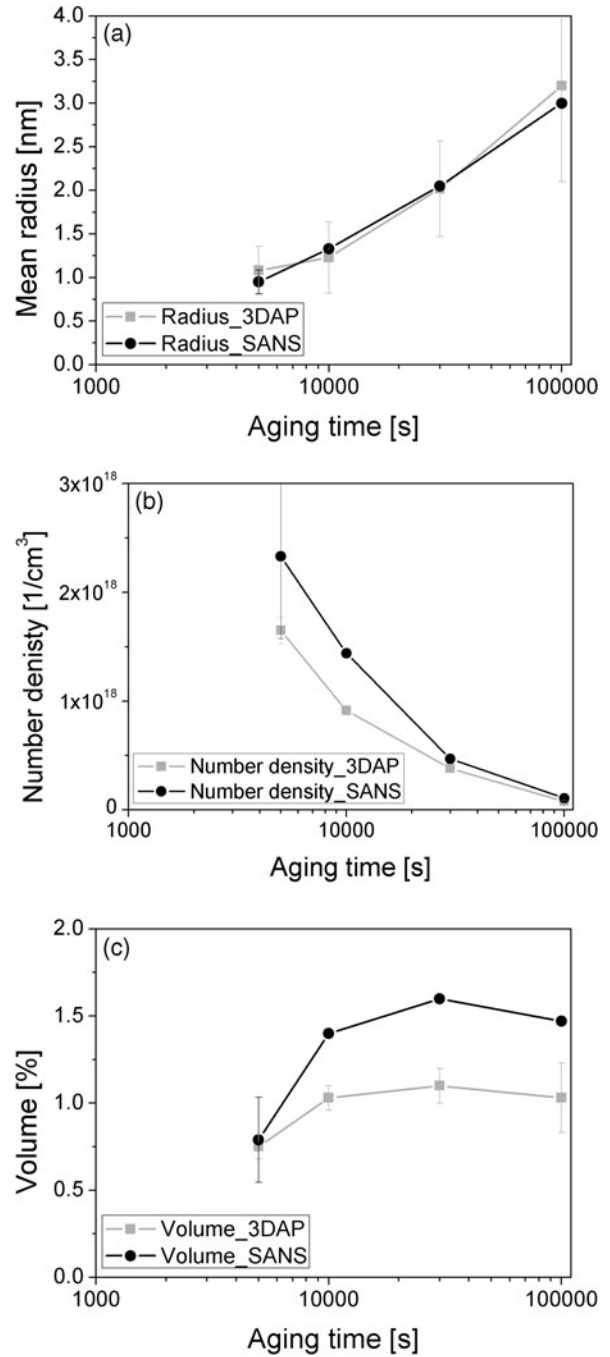 (a)
4.0
3.5
3.0
2.5
2.0
1.5
1.0
0.5
0.0
Mean radius [nm]
Radius_3DAP
Radius_SANS
1000 10000 100000
Aging time [s]
(b)
3x10^18
2x10^18
1x10^18
0
Number denisty [1/cm^3]
Number density_3DAP
Number density_SANS
1000 10000 100000
Aging time [s]
(c)
2.0
1.5
1.0
0.5
0.0
Volume [%]
Volume_3DAP
Volume_SANS
1000 10000 100000
Aging time [s]